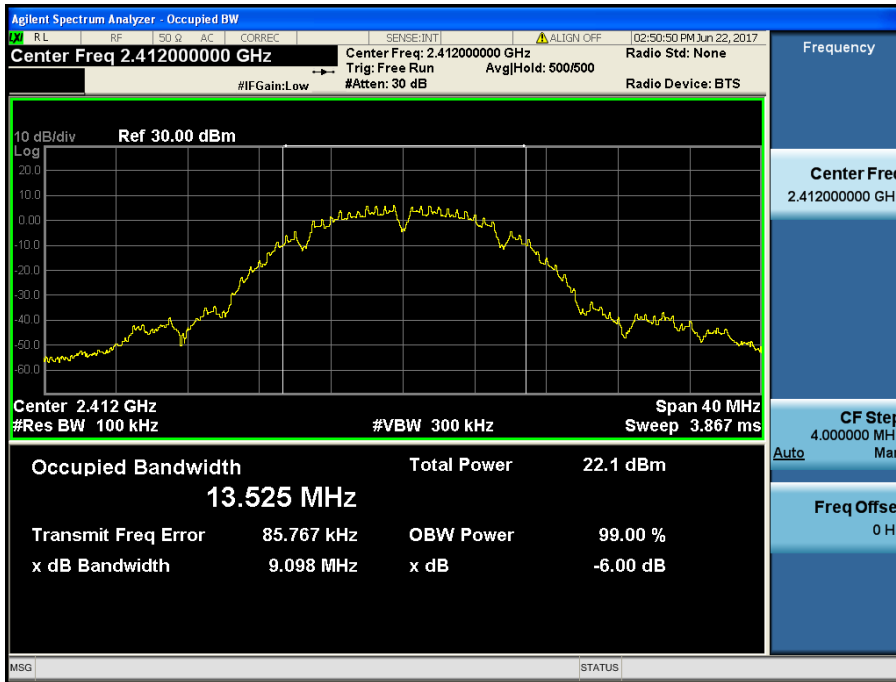 Agilent Spectrum Analyzer - Occupied BW
LXI RL RF 50 Ω AC CORREC SENSE:INT ALIGN OFF 02:50:50 PM Jun 22, 2017
Center Freq 2.412000000 GHz
Center Freq: 2.412000000 GHz Radio Std: None
Trig: Free Run Avg|Hold: 500/500
#IFGain:Low #Atten: 30 dB Radio Device: BTS
10 dB/div Ref 30.00 dBm
Log
20.0
10.0
0.00
-10.0
-20.0
-30.0
-40.0
-50.0
-60.0
Center 2.412 GHz Span 40 MHz
#Res BW 100 kHz #VBW 300 kHz Sweep 3.867 ms
Occupied Bandwidth Total Power 22.1 dBm
13.525 MHz
Transmit Freq Error 85.767 kHz OBW Power 99.00 %
x dB Bandwidth 9.098 MHz x dB -6.00 dB
MSG STATUS
Frequency
Center Freq
2.412000000 GH
CF Step
4.000000 MH
Auto Man
Freq Offse
0 H